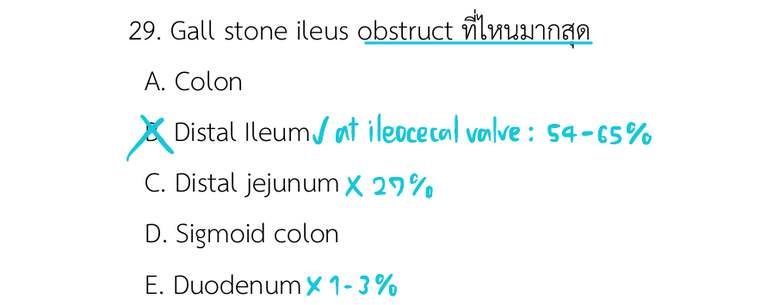 29. Gall stone ileus obstruct ที่ไหนมากสุด
A. Colon
B. Distal Ileum ✓ at ileocecal valve : 54-65%
C. Distal jejunum X 27%
D. Sigmoid colon
E. Duodenum X 1-3%